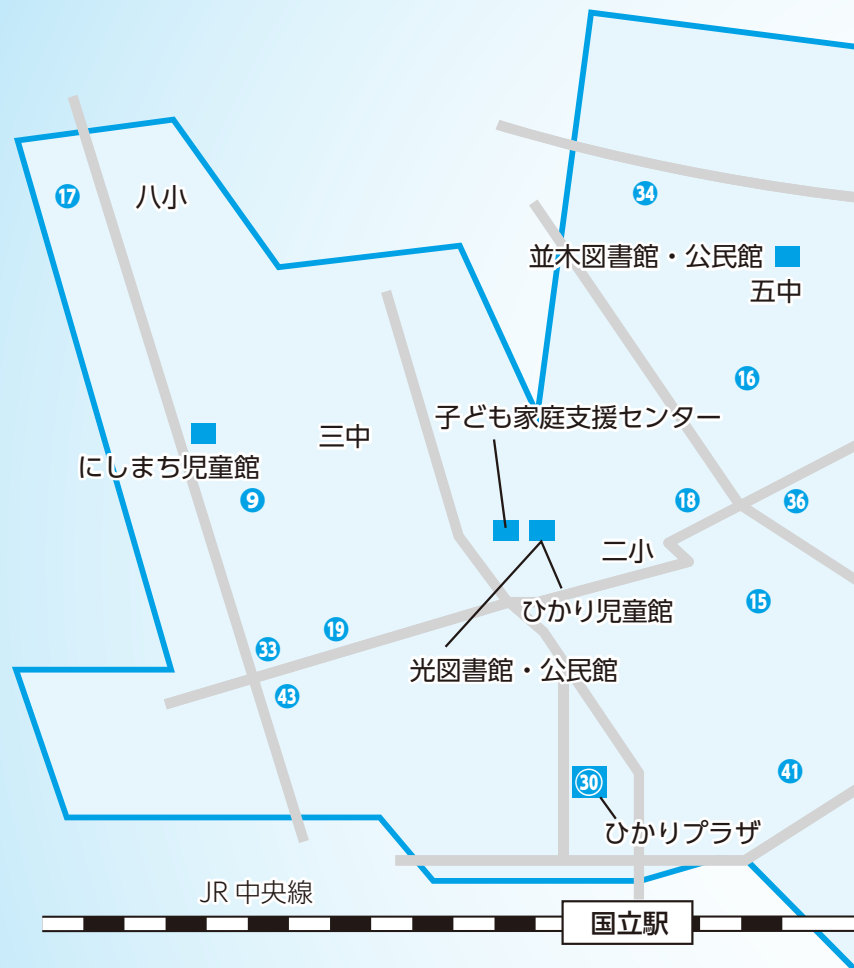 17
八小
34
並木図書館・公民館
五中
16
子ども家庭支援センター
三中
にしまち児童館
9
18
36
二小
15
ひかり児童館
19
33
光図書館・公民館
43
41
30
ひかりプラザ
JR 中央線
国立駅